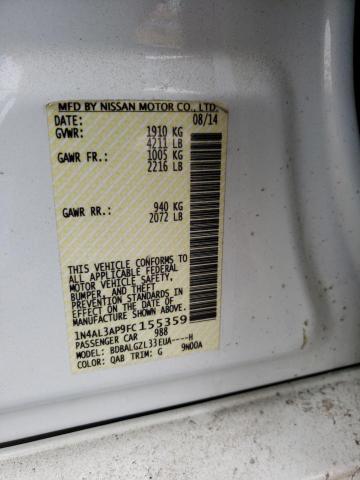 MFD BY NISSAN MOTOR CO., LTD.
DATE: 08/14
GVWR: 1910 KG
4211 LB
GAWR FR.: 1005 KG
2216 LB
GAWR RR.: 940 KG
2072 LB
THIS VEHICLE CONFORMS TO
ALL APPLICABLE FEDERAL
MOTOR VEHICLE SAFETY,
BUMPER, AND THEFT
PREVENTION STANDARDS IN
EFFECT ON THE DATE OF
MANUFACTURE SHOWN ABOVE.
1N4AL3AP9FC155359
PASSENGER CAR 988
MODEL: BDBALGZL33EUA----H
COLOR: QAB TRIM: G 9N00A